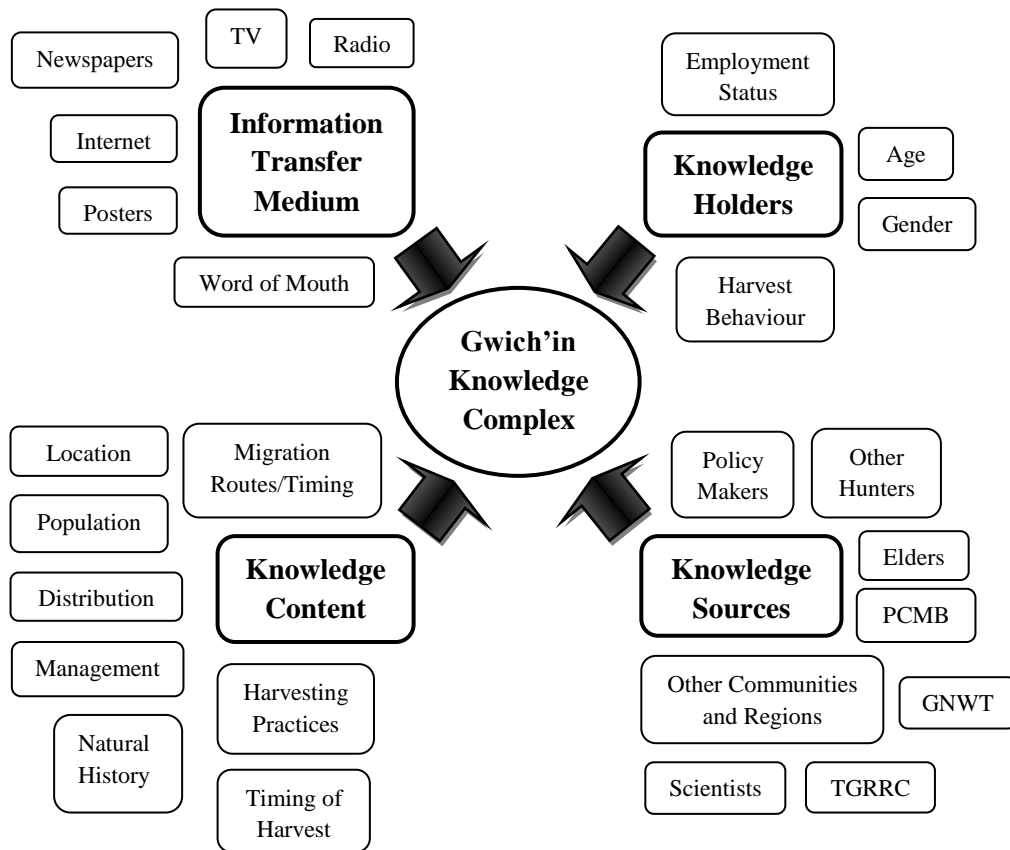 TV
Radio
Newspapers
Information
Transfer
Medium
Internet
Posters
Word of Mouth
Employment
Status
Knowledge
Holders
Age
Gender
Harvest
Behaviour
Gwich’in
Knowledge
Complex
Location
Migration
Routes/Timing
Population
Knowledge
Content
Distribution
Management
Harvesting
Practices
Natural
History
Timing of
Harvest
Policy
Makers
Other
Hunters
Knowledge
Sources
Elders
PCMB
Other Communities
and Regions
GNWT
Scientists
TGRRC